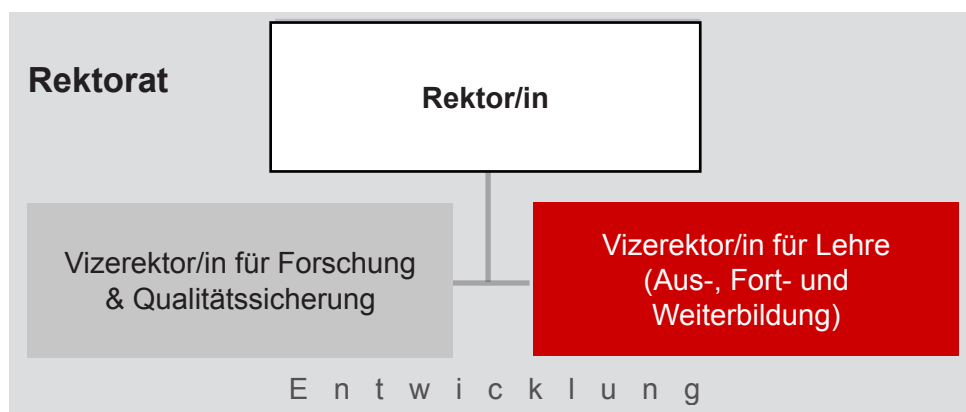 Rektorat
Rektor/in
Vizerektor/in für Forschung
& Qualitätssicherung
Vizerektor/in für Lehre
(Aus-, Fort- und
Weiterbildung)
E n t w i c k l u n g